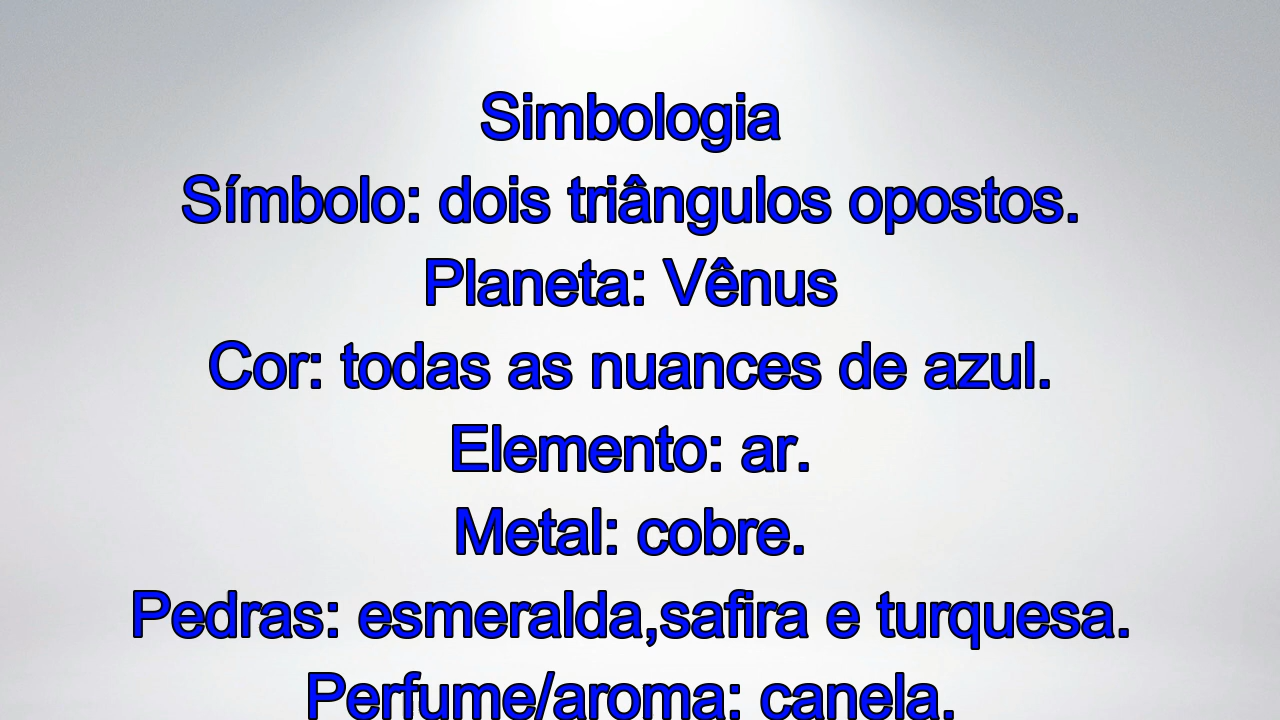 Simbologia
Símbolo: dois triângulos opostos.
Planeta: Vênus
Cor: todas as nuances de azul.
Elemento: ar.
Metal: cobre.
Pedras: esmeralda,safira e turquesa.
Perfume/aroma: canela.